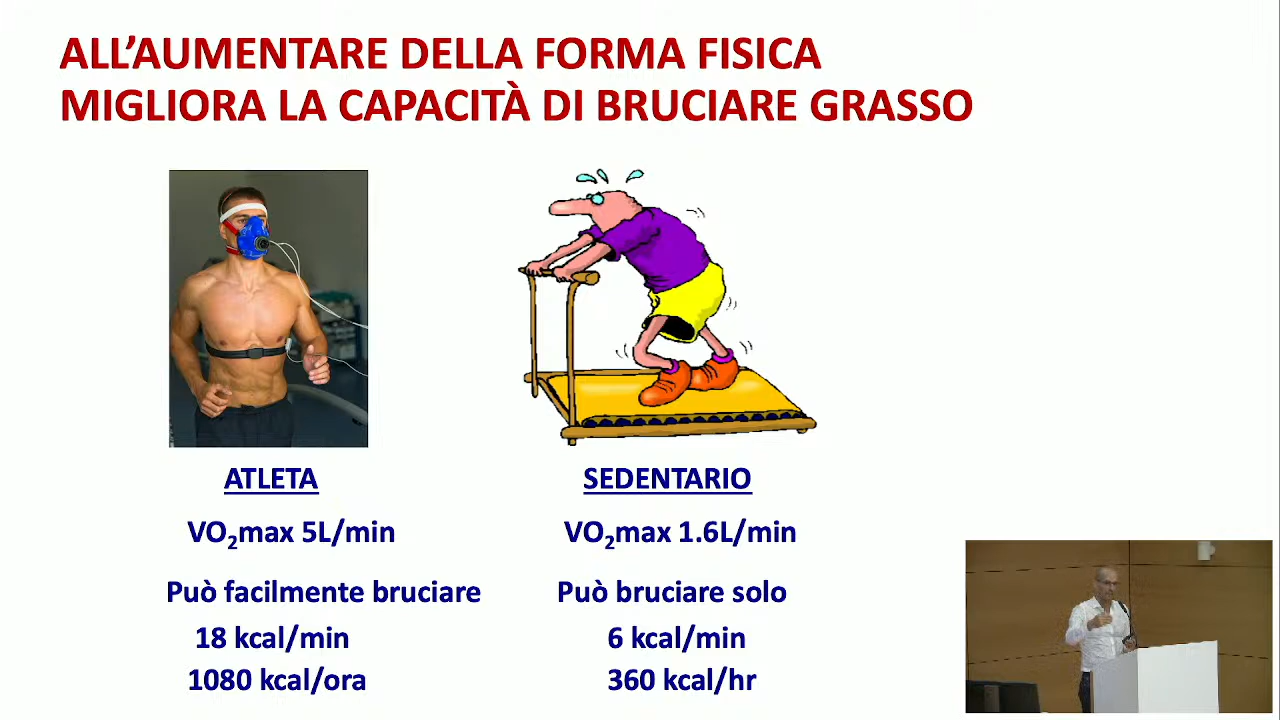 ALL’AUMENTARE DELLA FORMA FISICA
MIGLIORA LA CAPACITÀ DI BRUCIARE GRASSO
ATLETA
VO₂max 5L/min
Può facilmente bruciare
18 kcal/min
1080 kcal/ora
SEDENTARIO
VO₂max 1.6L/min
Può bruciare solo
6 kcal/min
360 kcal/hr